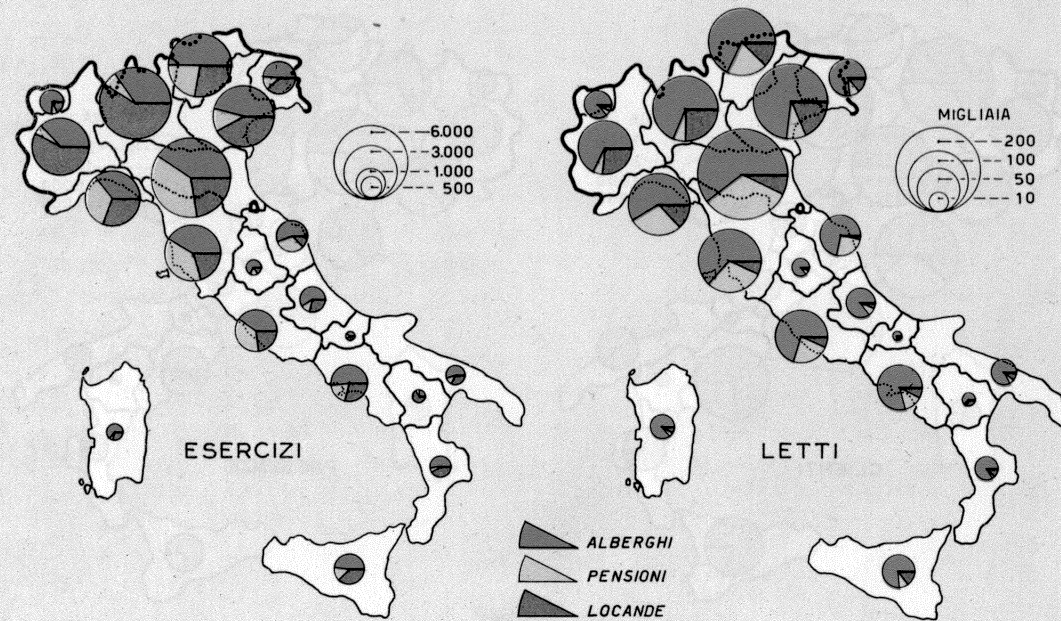 6.000
3.000
1.000
500
MIGLIAIA
200
100
50
10
ESERCIZI
LETTI
ALBERGHI
PENSIONI
LOCANDE